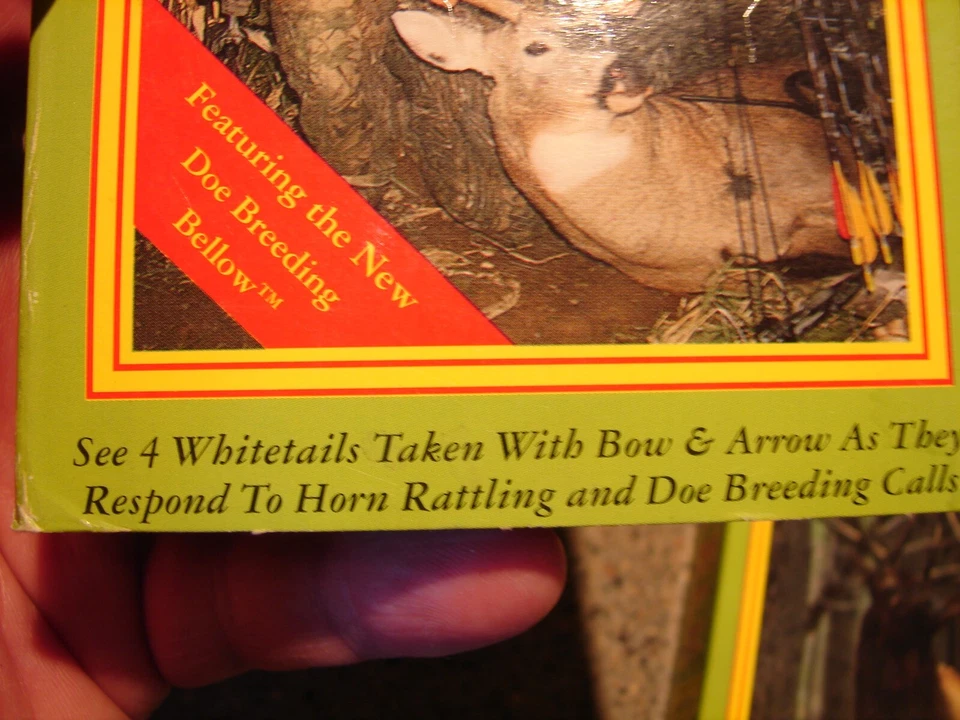 Featuring the New
Doe Breeding
Bellow™
See 4 Whitetails Taken With Bow & Arrow As They
Respond To Horn Rattling and Doe Breeding Calls